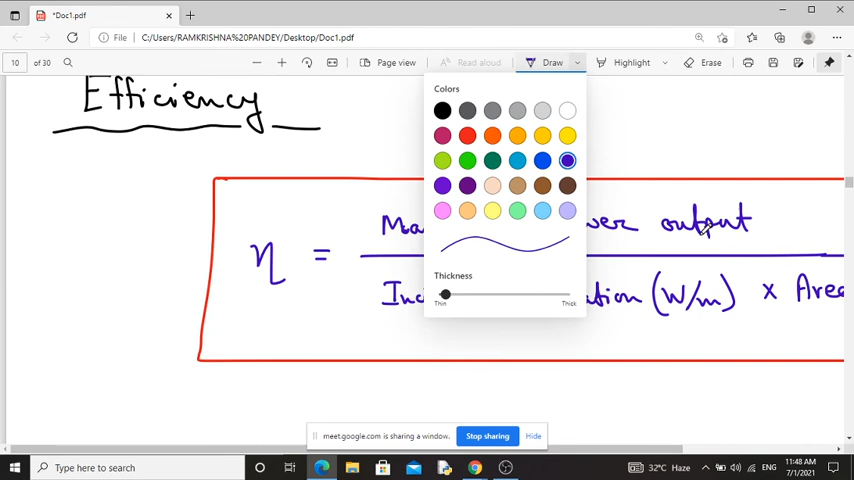 *Doc1.pdf
File C:/Users/RAMKRISHNA%20PANDEY/Desktop/Doc1.pdf
10 of 30 Page view Read aloud Draw Highlight Erase
Efficiency
Colors
Thickness
Thin Thick
η = output
(W/m) × Area
meet.google.com is sharing a window. Stop sharing Hide
Type here to search
32°C Haze ENG 11:48 AM
7/1/2021